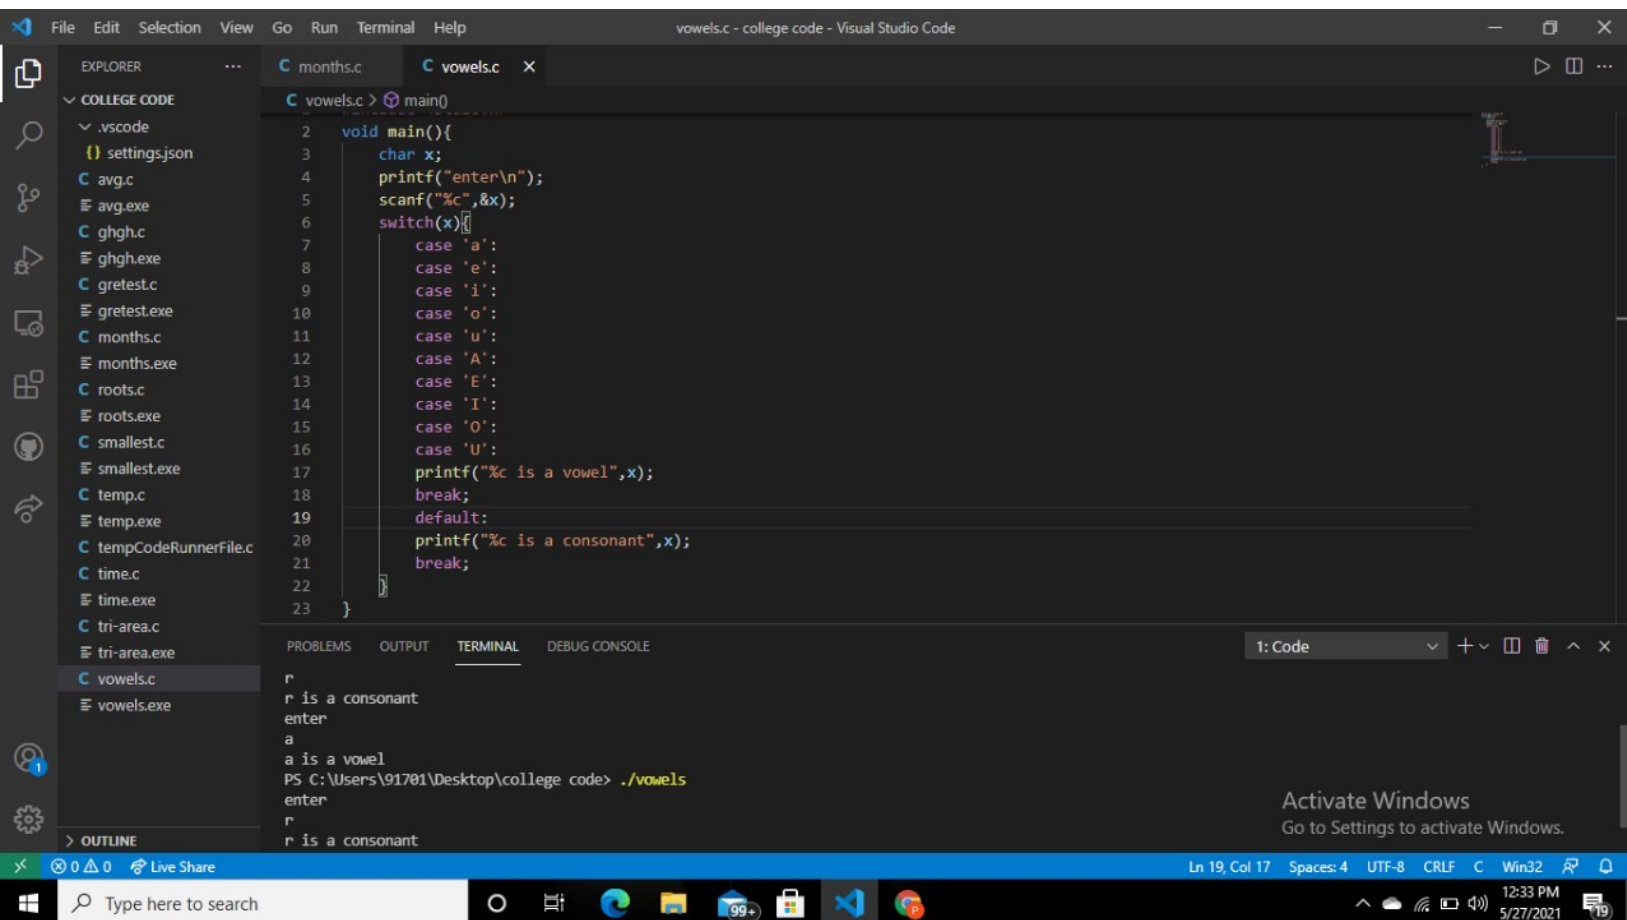 File Edit Selection View Go Run Terminal Help vowels.c - college code - Visual Studio Code
EXPLORER
months.c vowels.c
COLLEGE CODE
vowels.c > main()
.vscode
{} settings.json
C avg.c
avg.exe
C ghgh.c
ghgh.exe
C gretest.c
gretest.exe
C months.c
months.exe
C roots.c
roots.exe
C smallest.c
smallest.exe
C temp.c
temp.exe
C tempCodeRunnerFile.c
C time.c
time.exe
C tri-area.c
tri-area.exe
C vowels.c
vowels.exe
OUTLINE
2 void main(){
3 char x;
4 printf("enter\n");
5 scanf("%c",&x);
6 switch(x){
7 case 'a':
8 case 'e':
9 case 'i':
10 case 'o':
11 case 'u':
12 case 'A':
13 case 'E':
14 case 'I':
15 case 'O':
16 case 'U':
17 printf("%c is a vowel",x);
18 break;
19 default:
20 printf("%c is a consonant",x);
21 break;
22 }
23 }
PROBLEMS OUTPUT TERMINAL DEBUG CONSOLE 1: Code
r
r is a consonant
enter
a
a is a vowel
PS C:\Users\91701\Desktop\college code> ./vowels
enter
r
r is a consonant
Activate Windows
Go to Settings to activate Windows.
0 0 Live Share Ln 19, Col 17 Spaces: 4 UTF-8 CRLF C Win32
Type here to search 99+ 12:33 PM
5/27/2021 19